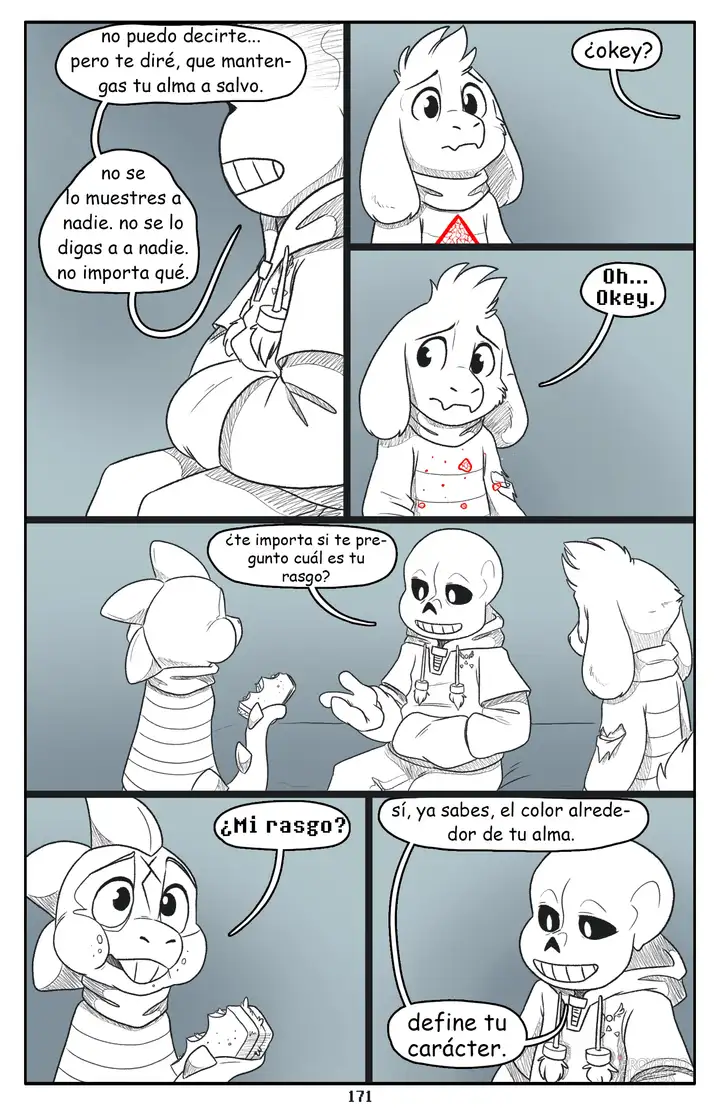 no puedo decirte...
pero te diré, que manten-
gas tu alma a salvo.
no se
lo muestres a
nadie. no se lo
digas a a nadie.
no importa qué.
¿okey?
Oh...
Okey.
¿te importa si te pre-
gunto cuál es tu
rasgo?
¿Mi rasgo?
sí, ya sabes, el color alrede-
dor de tu alma.
define tu
carácter.
171